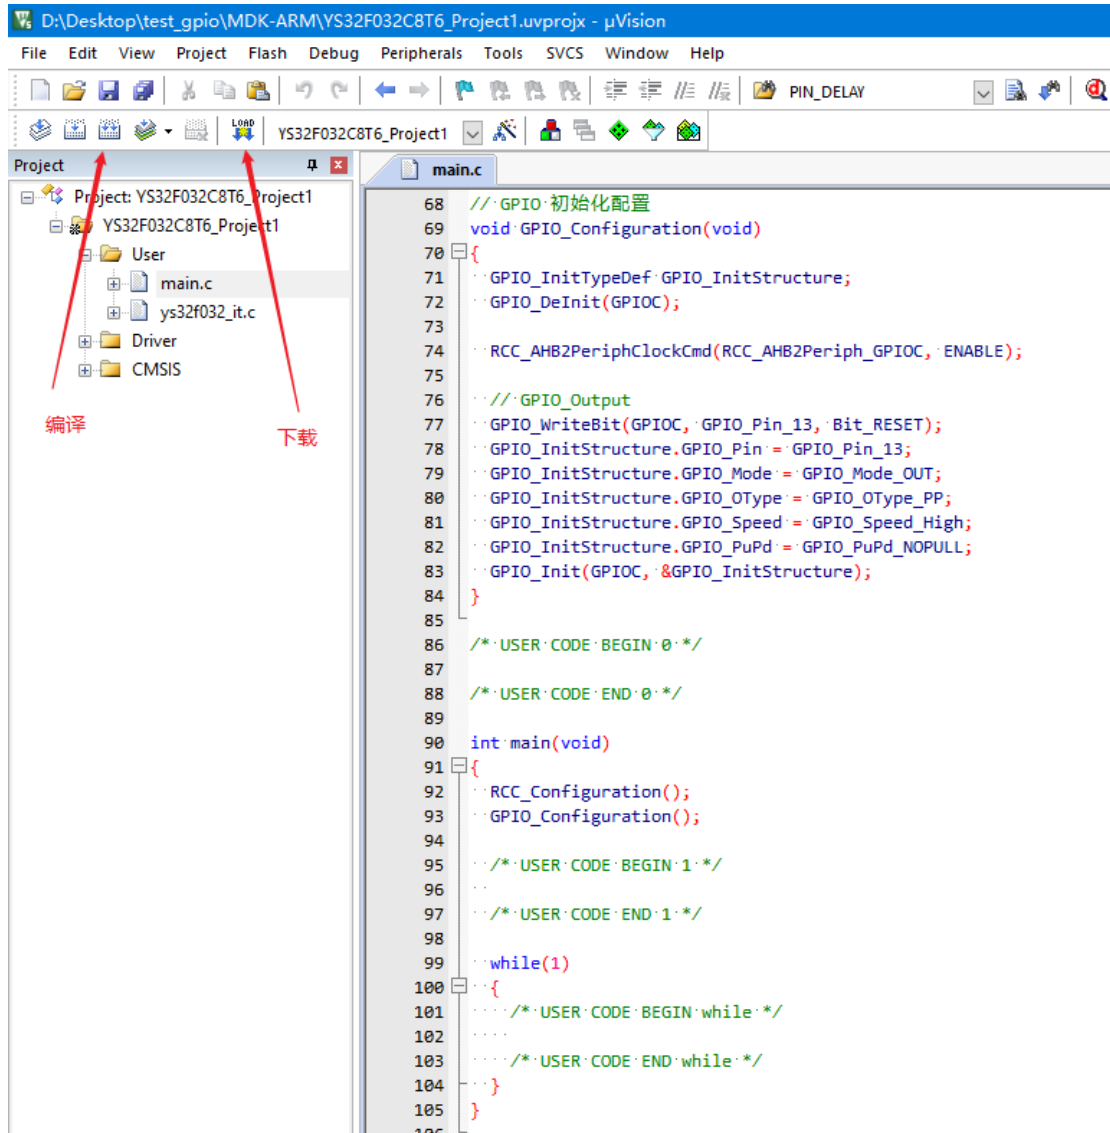 D:\Desktop\test_gpio\MDK-ARM\YS32F032C8T6_Project1.uvprojx - µVision
File Edit View Project Flash Debug Peripherals Tools SVCS Window Help
PIN_DELAY
LOAD YS32F032C8T6_Project1
Project
main.c
Project: YS32F032C8T6_Project1
YS32F032C8T6_Project1
User
main.c
ys32f032_it.c
Driver
CMSIS
编译
下载
68 // GPIO 初始化配置
69 void GPIO_Configuration(void)
70 {
71 GPIO_InitTypeDef GPIO_InitStructure;
72 GPIO_DeInit(GPIOC);
73
74 RCC_AHB2PeriphClockCmd(RCC_AHB2Periph_GPIOC, ENABLE);
75
76 // GPIO_Output
77 GPIO_WriteBit(GPIOC, GPIO_Pin_13, Bit_RESET);
78 GPIO_InitStructure.GPIO_Pin = GPIO_Pin_13;
79 GPIO_InitStructure.GPIO_Mode = GPIO_Mode_OUT;
80 GPIO_InitStructure.GPIO_OType = GPIO_OType_PP;
81 GPIO_InitStructure.GPIO_Speed = GPIO_Speed_High;
82 GPIO_InitStructure.GPIO_PuPd = GPIO_PuPd_NOPULL;
83 GPIO_Init(GPIOC, &GPIO_InitStructure);
84 }
85
86 /* USER CODE BEGIN 0 */
87
88 /* USER CODE END 0 */
89
90 int main(void)
91 {
92 RCC_Configuration();
93 GPIO_Configuration();
94
95 /* USER CODE BEGIN 1 */
96
97 /* USER CODE END 1 */
98
99 while(1)
100 {
101 /* USER CODE BEGIN while */
102
103 /* USER CODE END while */
104 }
105 }